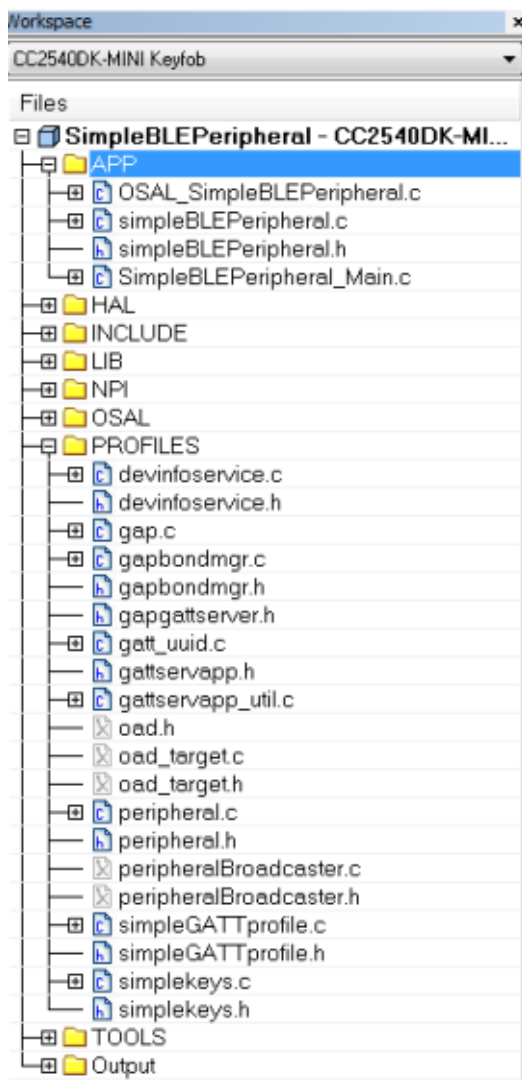 Workspace
CC2540DK-MINI Keyfob
Files
SimpleBLEPeripheral - CC2540DK-MI...
APP
OSAL_SimpleBLEPeripheral.c
simpleBLEPeripheral.c
simpleBLEPeripheral.h
SimpleBLEPeripheral_Main.c
HAL
INCLUDE
LIB
NPI
OSAL
PROFILES
devinfoservice.c
devinfoservice.h
gap.c
gapbondmgr.c
gapbondmgr.h
gapgattserver.h
gatt_uuid.c
gattservapp.h
gattservapp_util.c
oad.h
oad_target.c
oad_target.h
peripheral.c
peripheral.h
peripheralBroadcaster.c
peripheralBroadcaster.h
simpleGATTprofile.c
simpleGATTprofile.h
simplekeys.c
simplekeys.h
TOOLS
Output